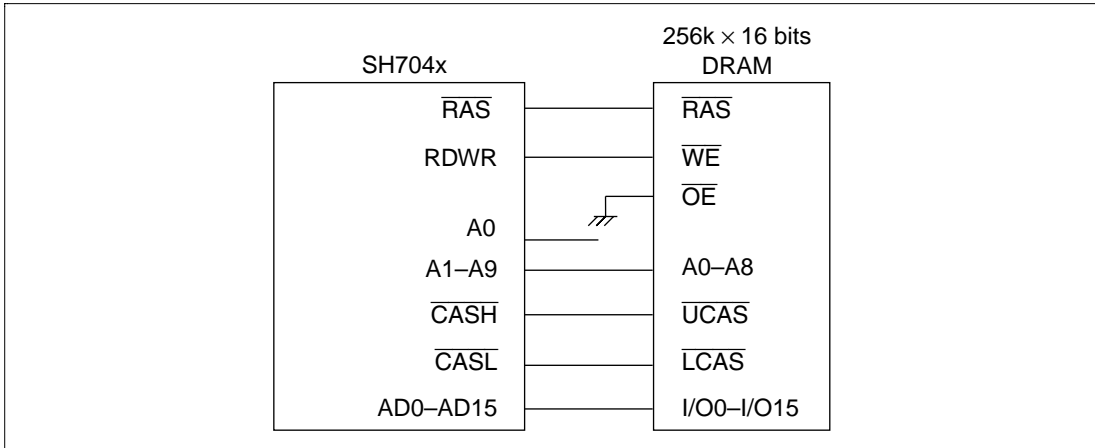 256k × 16 bits
SH704x DRAM
RAS RAS
RDWR WE
OE
A0
A1–A9 A0–A8
CASH UCAS
CASL LCAS
AD0–AD15 I/O0–I/O15